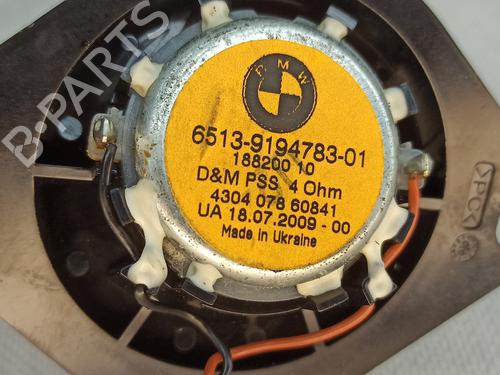 B-PARTS
BMW
6513-9194783-01
188200 10
D&M PSS 4 Ohm
4304 078 60841
UA 18.07.2009 - 00
Made in Ukraine
>PC<